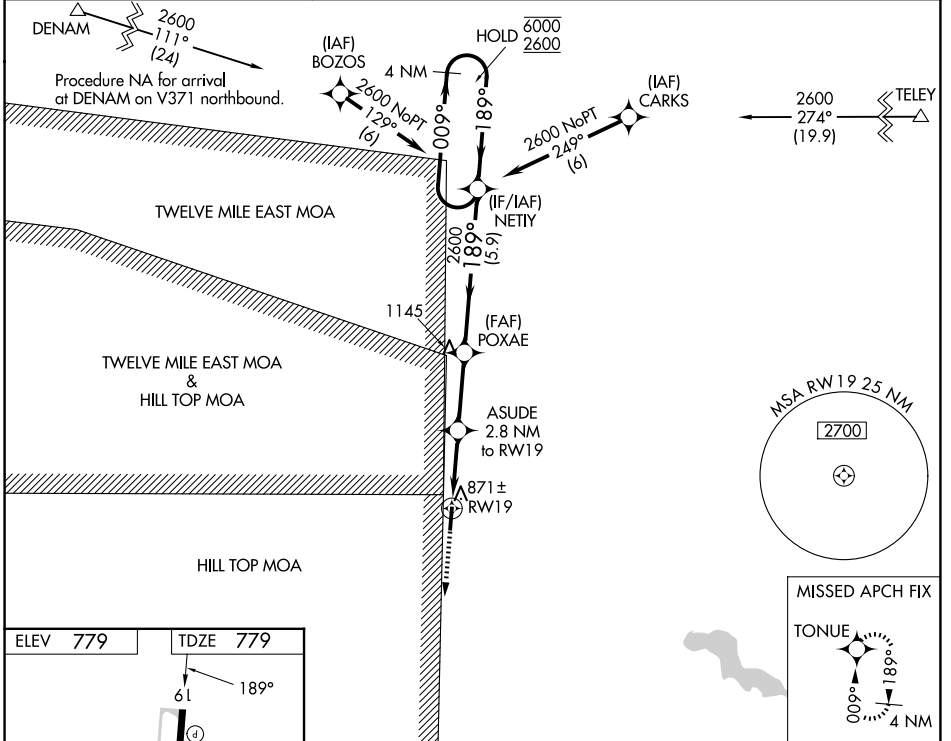 DENAM
2600
111°
(24)
Procedure NA for arrival
at DENAM on V371 northbound.
(IAF)
BOZOS
2600 NoPT
129°
(6)
HOLD
6000
2600
4 NM
009°
189°
(IAF)
CARKS
2600 NoPT
249°
(6)
2600
274°
(19.9)
TELEY
(IF/IAF)
NETIY
2600
189°
(5.9)
TWELVE MILE EAST MOA
1145
(FAF)
POXAE
TWELVE MILE EAST MOA
&
HILL TOP MOA
ASUDE
2.8 NM
to RW19
871±
RW19
MSA RW19 25 NM
2700
HILL TOP MOA
MISSED APCH FIX
TONUE
009°
189°
4 NM
ELEV 779
TDZE 779
189°
19
P